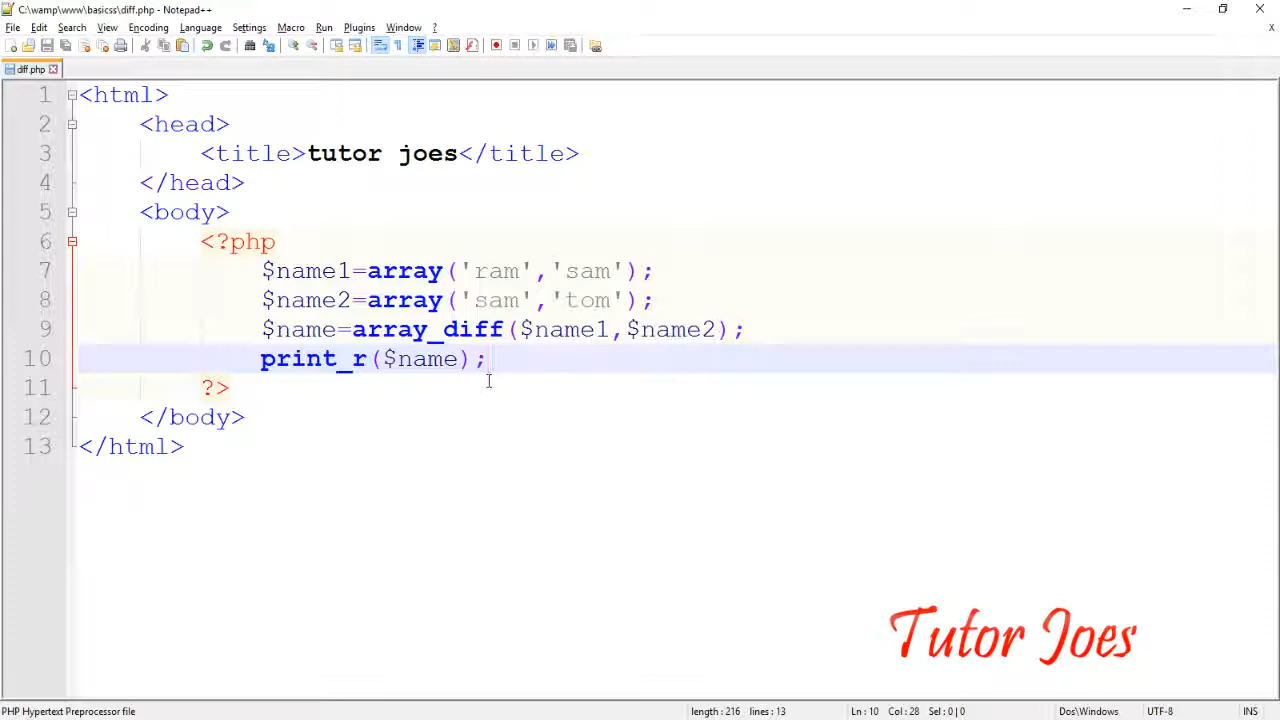 C:\wamp\www\basicss\diff.php - Notepad++
File Edit Search View Encoding Language Settings Macro Run Plugins Window ?
X
diff.php
1 <html>
2 <head>
3 <title>tutor joes</title>
4 </head>
5 <body>
6 <?php
7 $name1=array('ram','sam');
8 $name2=array('sam','tom');
9 $name=array_diff($name1,$name2);
10 print_r($name);
11 ?>
12 </body>
13 </html>
Tutor Joes
PHP Hypertext Preprocessor file length : 216 lines : 13 Ln : 10 Col : 28 Sel : 0 | 0 Dos\Windows UTF-8 INS